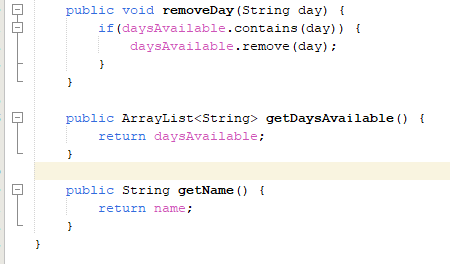 public void removeDay(String day) {
if(daysAvailable.contains(day)) {
daysAvailable.remove(day);
}
}
public ArrayList<String> getDaysAvailable() {
return daysAvailable;
}
public String getName() {
return name;
}
}